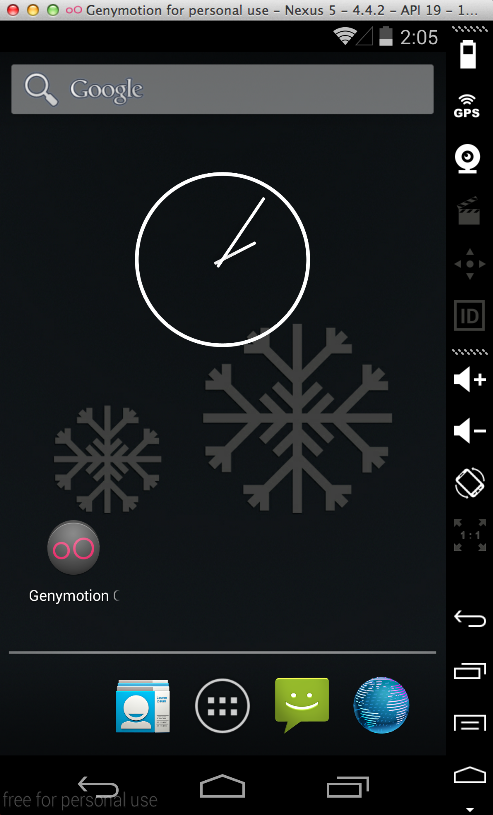 Genymotion for personal use – Nexus 5 – 4.4.2 – API 19 – 1...
2:05
Google
GPS
ID
1:1
Genymotion
free for personal use